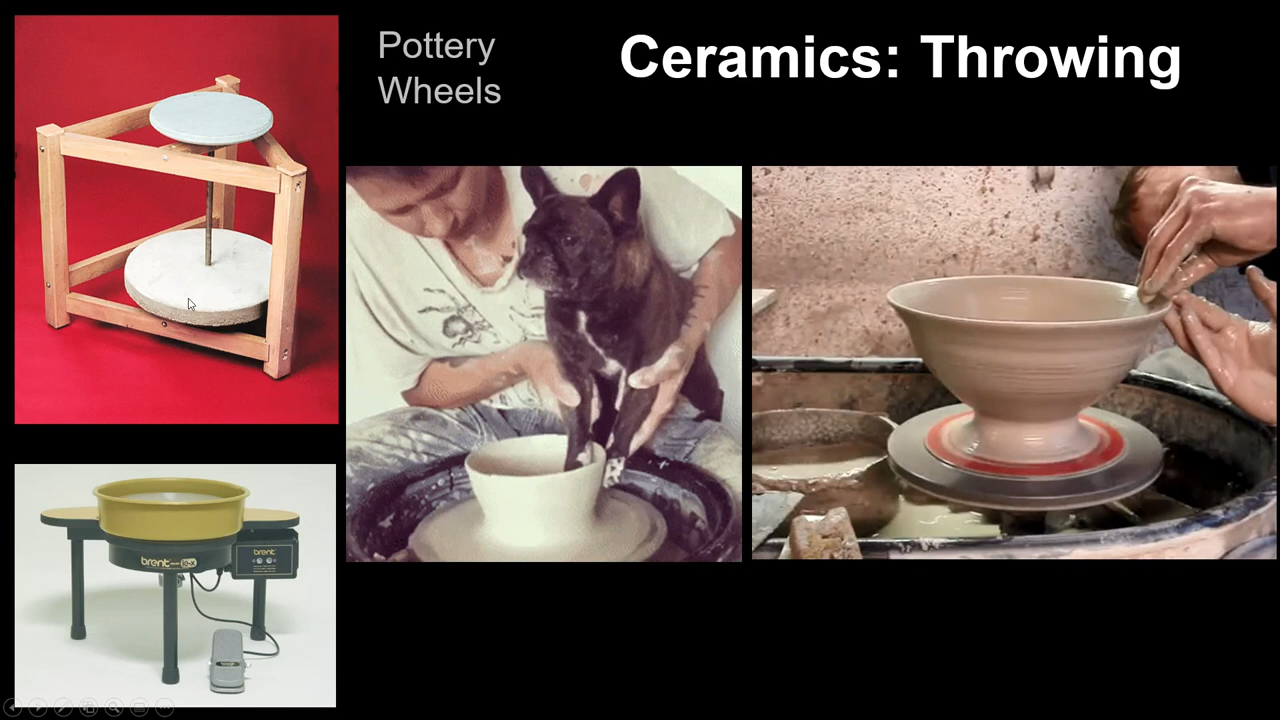 Pottery
Wheels
Ceramics: Throwing
brent
brent